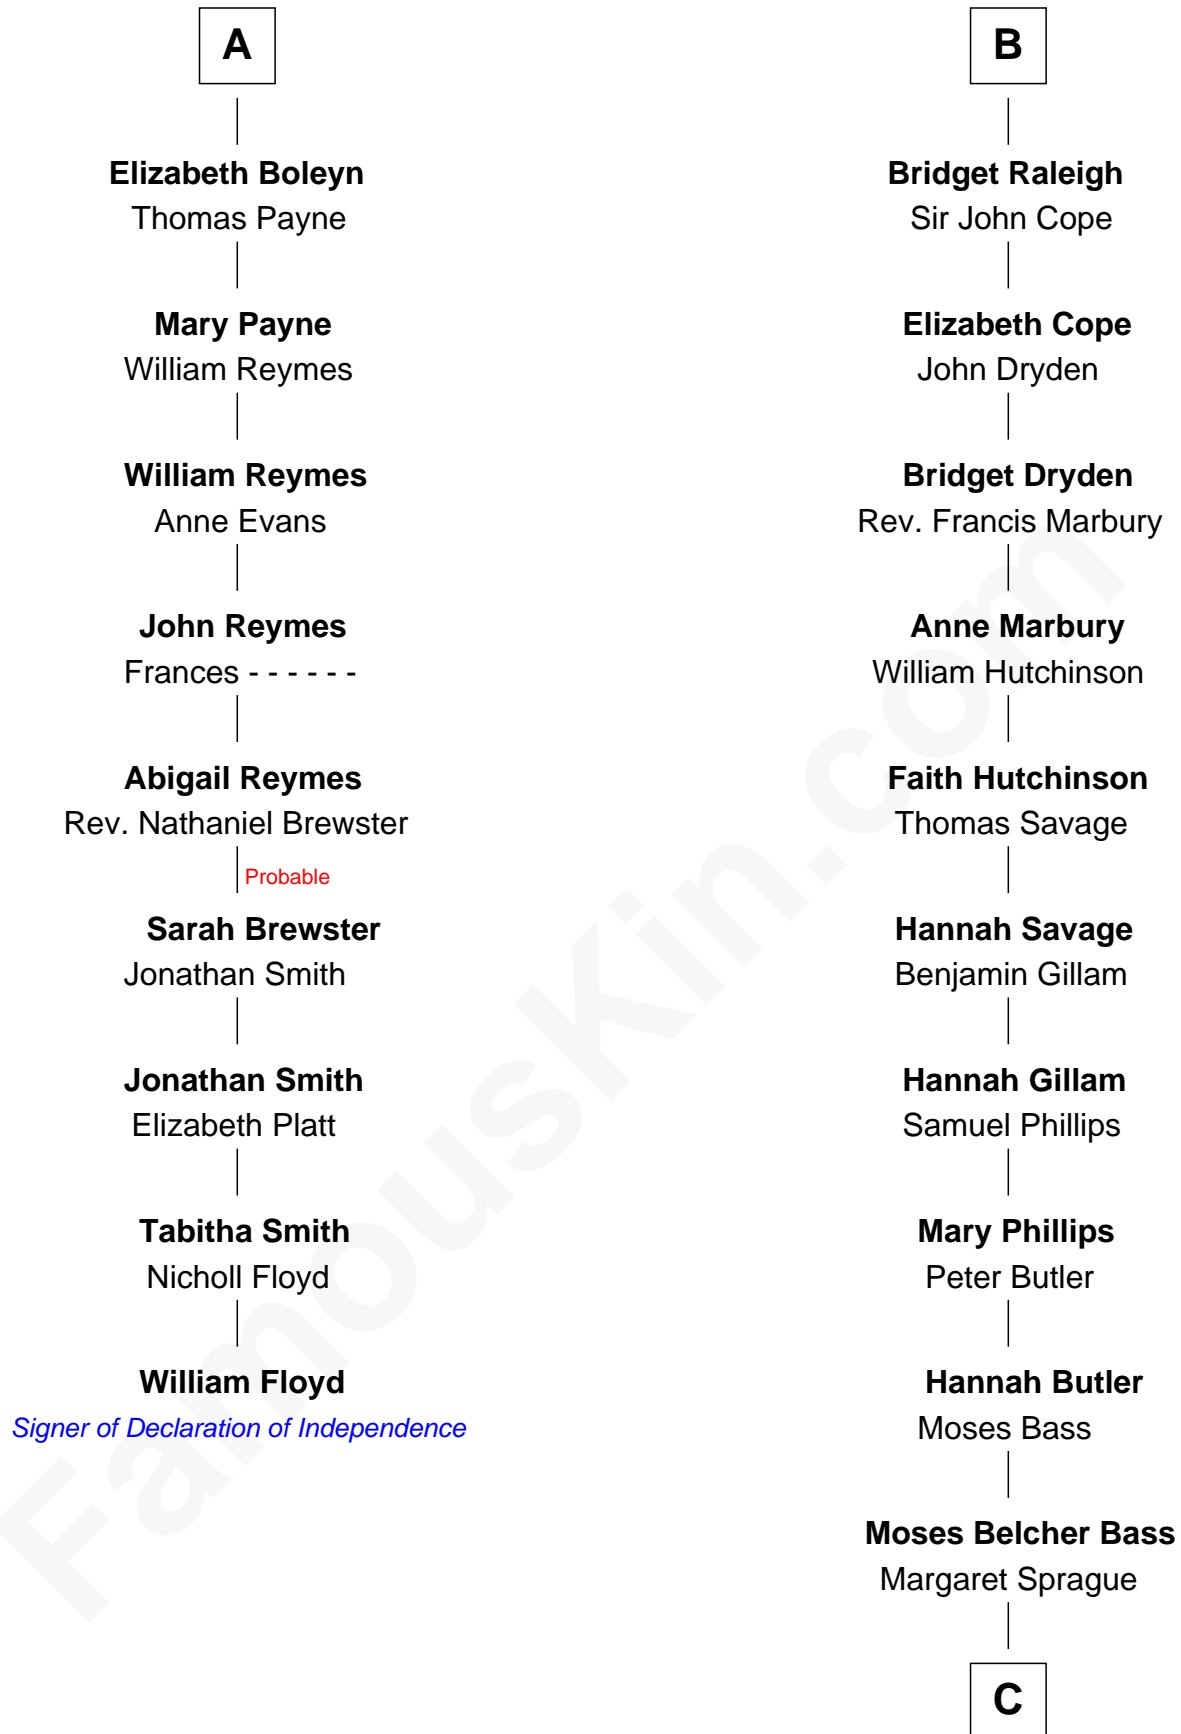 A
Elizabeth Boleyn
Thomas Payne
Mary Payne
William Reymes
William Reymes
Anne Evans
John Reymes
Frances - - - - - -
Abigail Reymes
Rev. Nathaniel Brewster
Probable
Sarah Brewster
Jonathan Smith
Jonathan Smith
Elizabeth Platt
Tabitha Smith
Nicholl Floyd
William Floyd
Signer of Declaration of Independence
B
Bridget Raleigh
Sir John Cope
Elizabeth Cope
John Dryden
Bridget Dryden
Rev. Francis Marbury
Anne Marbury
William Hutchinson
Faith Hutchinson
Thomas Savage
Hannah Savage
Benjamin Gillam
Hannah Gillam
Samuel Phillips
Mary Phillips
Peter Butler
Hannah Butler
Moses Bass
Moses Belcher Bass
Margaret Sprague
C
FamousKin.com